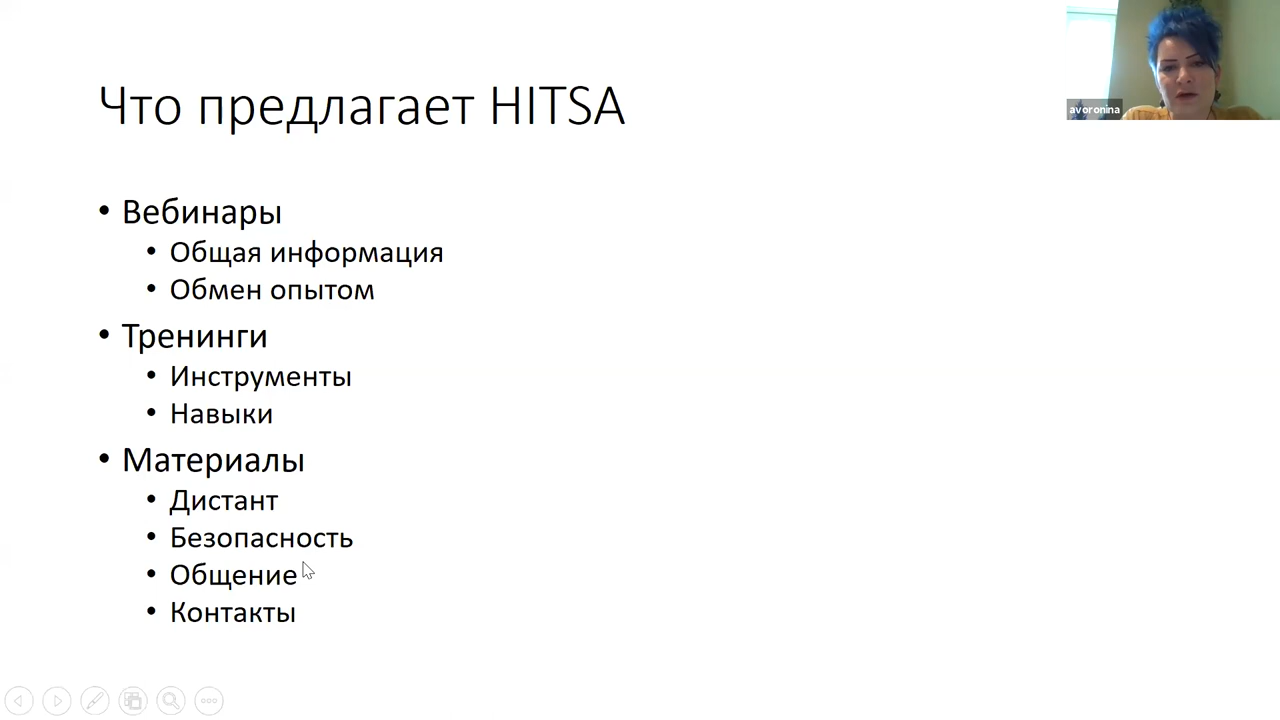 Что предлагает HITSA
avoronina
• Вебинары
• Общая информация
• Обмен опытом
• Тренинги
• Инструменты
• Навыки
• Материалы
• Дистант
• Безопасность
• Общение
• Контакты